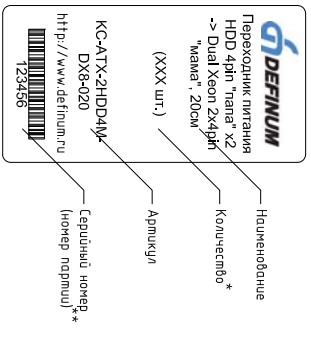 DEFINUM
Переходник питания
HDD 4pin "папа" x2
-> Dual Xeon 2x4pin
"мама", 20см
(XXX шт.)
KC-ATX-2HDD4M-
DX8-020
http://www.definum.ru
123456
Наименование
Количество*
Артикул
Серийный номер
(номер партии)**